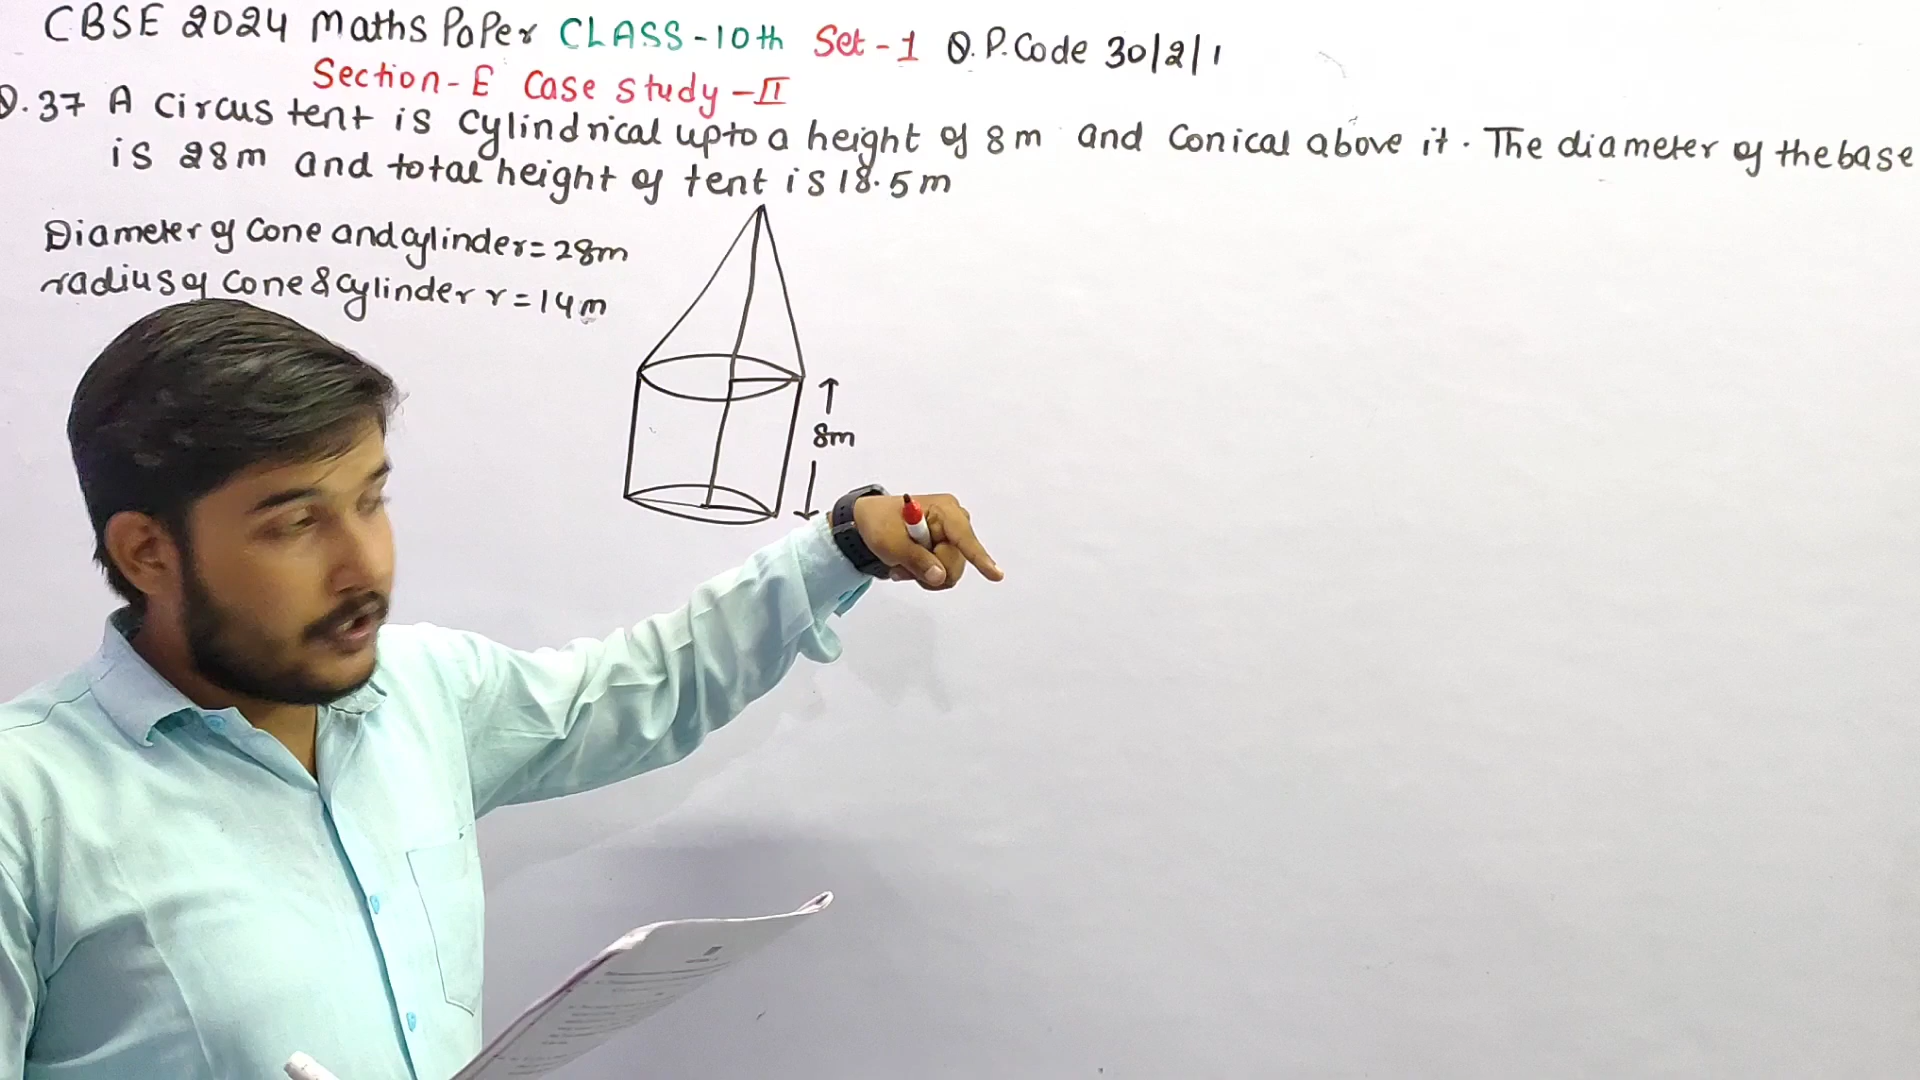 CBSE 2024 Maths PaPer CLASS-10th Set-1 Q.P.Code 30/2/1
Section-E Case study-II
Q.37 A Circus tent is Cylindrical upto a height of 8m and Conical above it. The diameter of the base
is 28m and total height of tent is 18.5m
Diameter of Cone and cylinder=28m
radius of Cone & Cylinder r=14m
8m